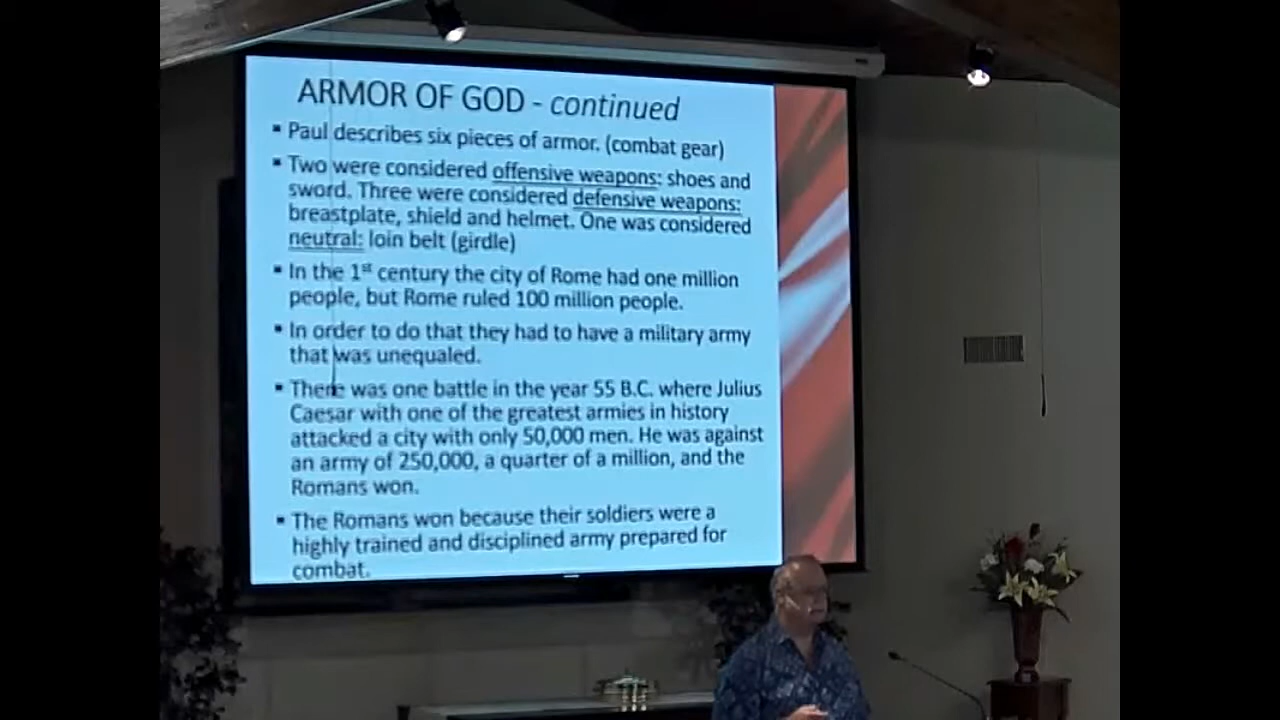 ARMOR OF GOD - continued
▪ Paul describes six pieces of armor. (combat gear)
▪ Two were considered offensive weapons: shoes and
sword. Three were considered defensive weapons:
breastplate, shield and helmet. One was considered
neutral: loin belt (girdle)
▪ In the 1st century the city of Rome had one million
people, but Rome ruled 100 million people.
▪ In order to do that they had to have a military army
that was unequaled.
▪ There was one battle in the year 55 B.C. where Julius
Caesar with one of the greatest armies in history
attacked a city with only 50,000 men. He was against
an army of 250,000, a quarter of a million, and the
Romans won.
▪ The Romans won because their soldiers were a
highly trained and disciplined army prepared for
combat.